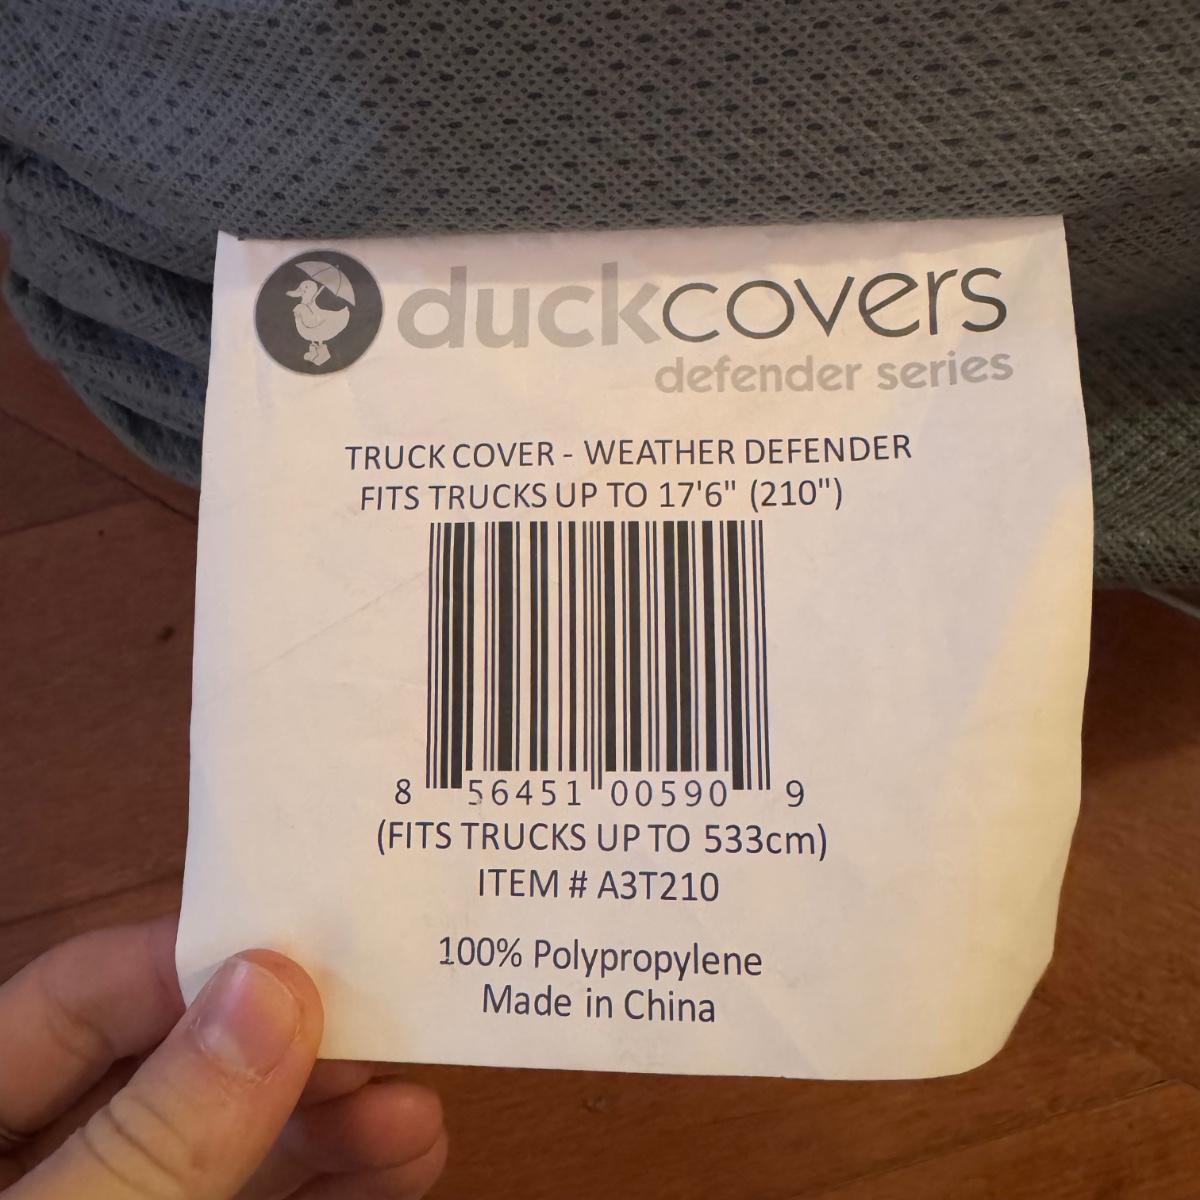 duckcovers
defender series
TRUCK COVER - WEATHER DEFENDER
FITS TRUCKS UP TO 17'6" (210")
8 56451 00590 9
(FITS TRUCKS UP TO 533cm)
ITEM # A3T210
100% Polypropylene
Made in China